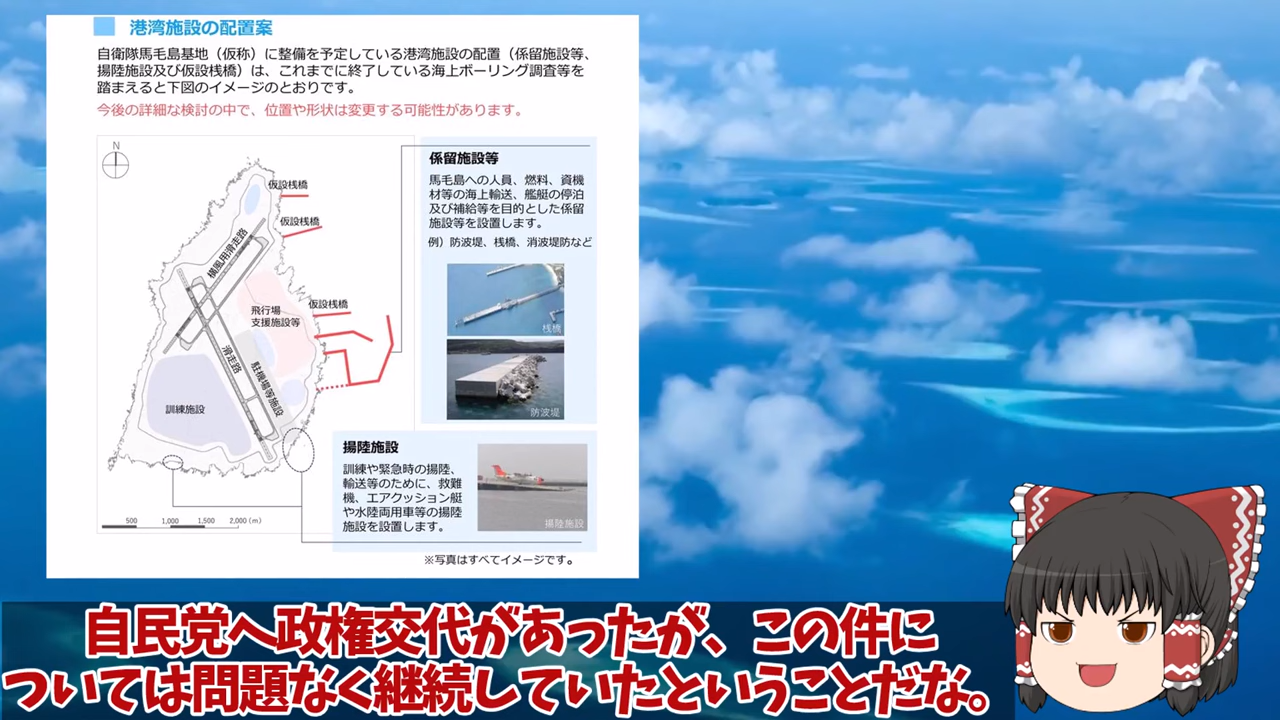 港湾施設の配置案
自衛隊馬毛島基地（仮称）に整備を予定している港湾施設の配置（係留施設等、
揚陸施設及び仮設桟橋）は、これまでに終了している海上ボーリング調査等を
踏まえると下図のイメージのとおりです。
今後の詳細な検討の中で、位置や形状は変更する可能性があります。
N
仮設桟橋
仮設桟橋
横風用滑走路
飛行場
支援施設等
仮設桟橋
滑走路
駐機場等施設
訓練施設
500 1,000 1,500 2,000 (m)
係留施設等
馬毛島への人員、燃料、資機
材等の海上輸送、艦艇の停泊
及び補給等を目的とした係留
施設等を設置します。
例）防波堤、桟橋、消波堤防など
桟橋
防波堤
揚陸施設
訓練や緊急時の揚陸、
輸送等のために、救難
機、エアクッション艇
や水陸両用車等の揚陸
施設を設置します。
揚陸施設
※写真はすべてイメージです。
自民党へ政権交代があったが、この件に
ついては問題なく継続していたということだな。